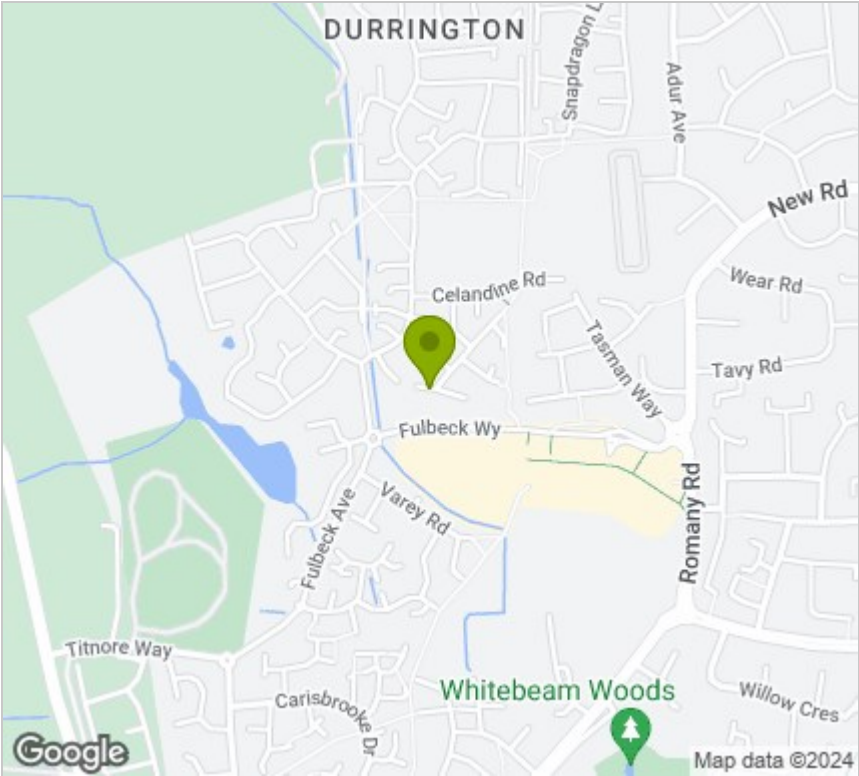 DURRINGTON
Snapdragon L
Adur Ave
New Rd
Celandine Rd
Wear Rd
Tasman Way
Tavy Rd
Fulbeck Wy
Varey Rd
Fulbeck Ave
Romany Rd
Titnore Way
Whitebeam Woods
Carisbrooke Dr
Willow Cres
Google
Map data ©2024